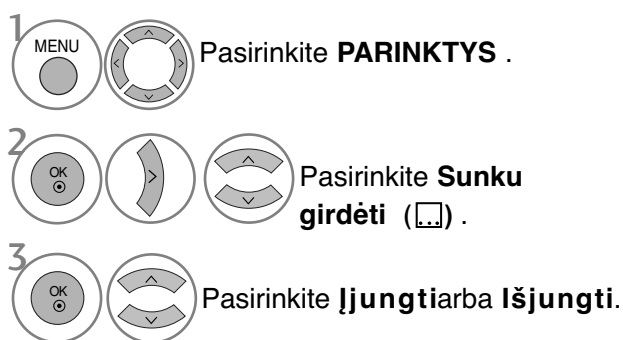 1
MENU
Pasirinkite PARINKTYS .
2
OK
Pasirinkite Sunku
girdėti (...) .
3
OK
Pasirinkite Įjungtiarba Išjungti.